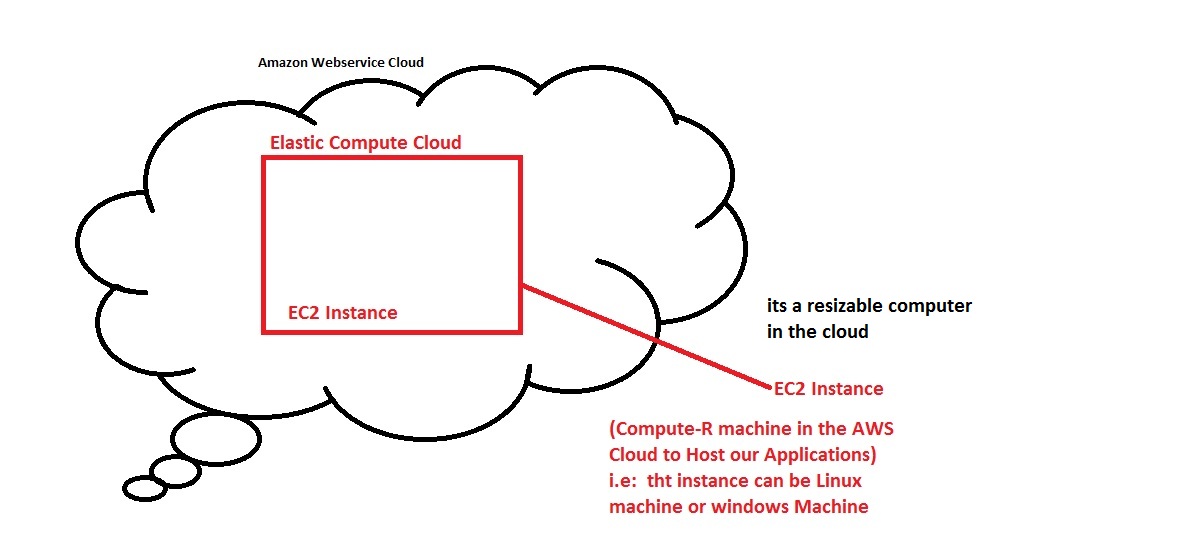 Amazon Webservice Cloud
Elastic Compute Cloud
EC2 Instance
its a resizable computer
in the cloud
EC2 Instance
(Compute-R machine in the AWS
Cloud to Host our Applications)
i.e:  tht instance can be Linux
machine or windows Machine